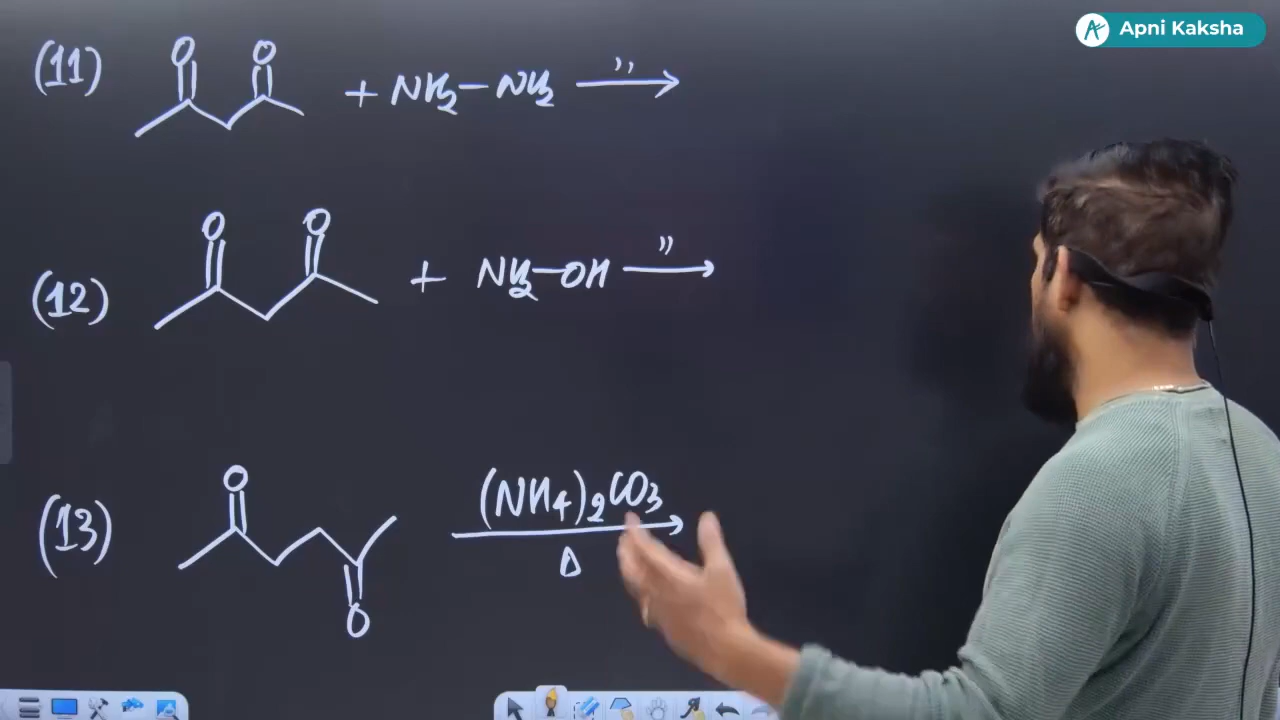 Apni Kaksha
(11) O O + NH2-NH2 ,, →
(12) O O + NH2-OH ,, →
(13) O O (NH4)2CO3 → Δ